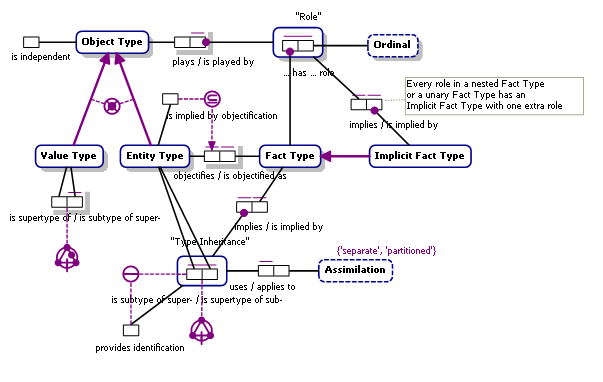 "Role"
Object Type
Ordinal
is independent
plays / is played by
... has ... role
Every role in a nested Fact Type
or a unary Fact Type has an
Implicit Fact Type with one extra role
is implied by objectification
implies / is implied by
Value Type
Entity Type
Fact Type
Implicit Fact Type
objectifies / is objectified as
is supertype of / is subtype of super-
implies / is implied by
"Type Inheritance"
{'separate', 'partitioned'}
Assimilation
uses / applies to
is subtype of super- / is supertype of sub-
provides identification